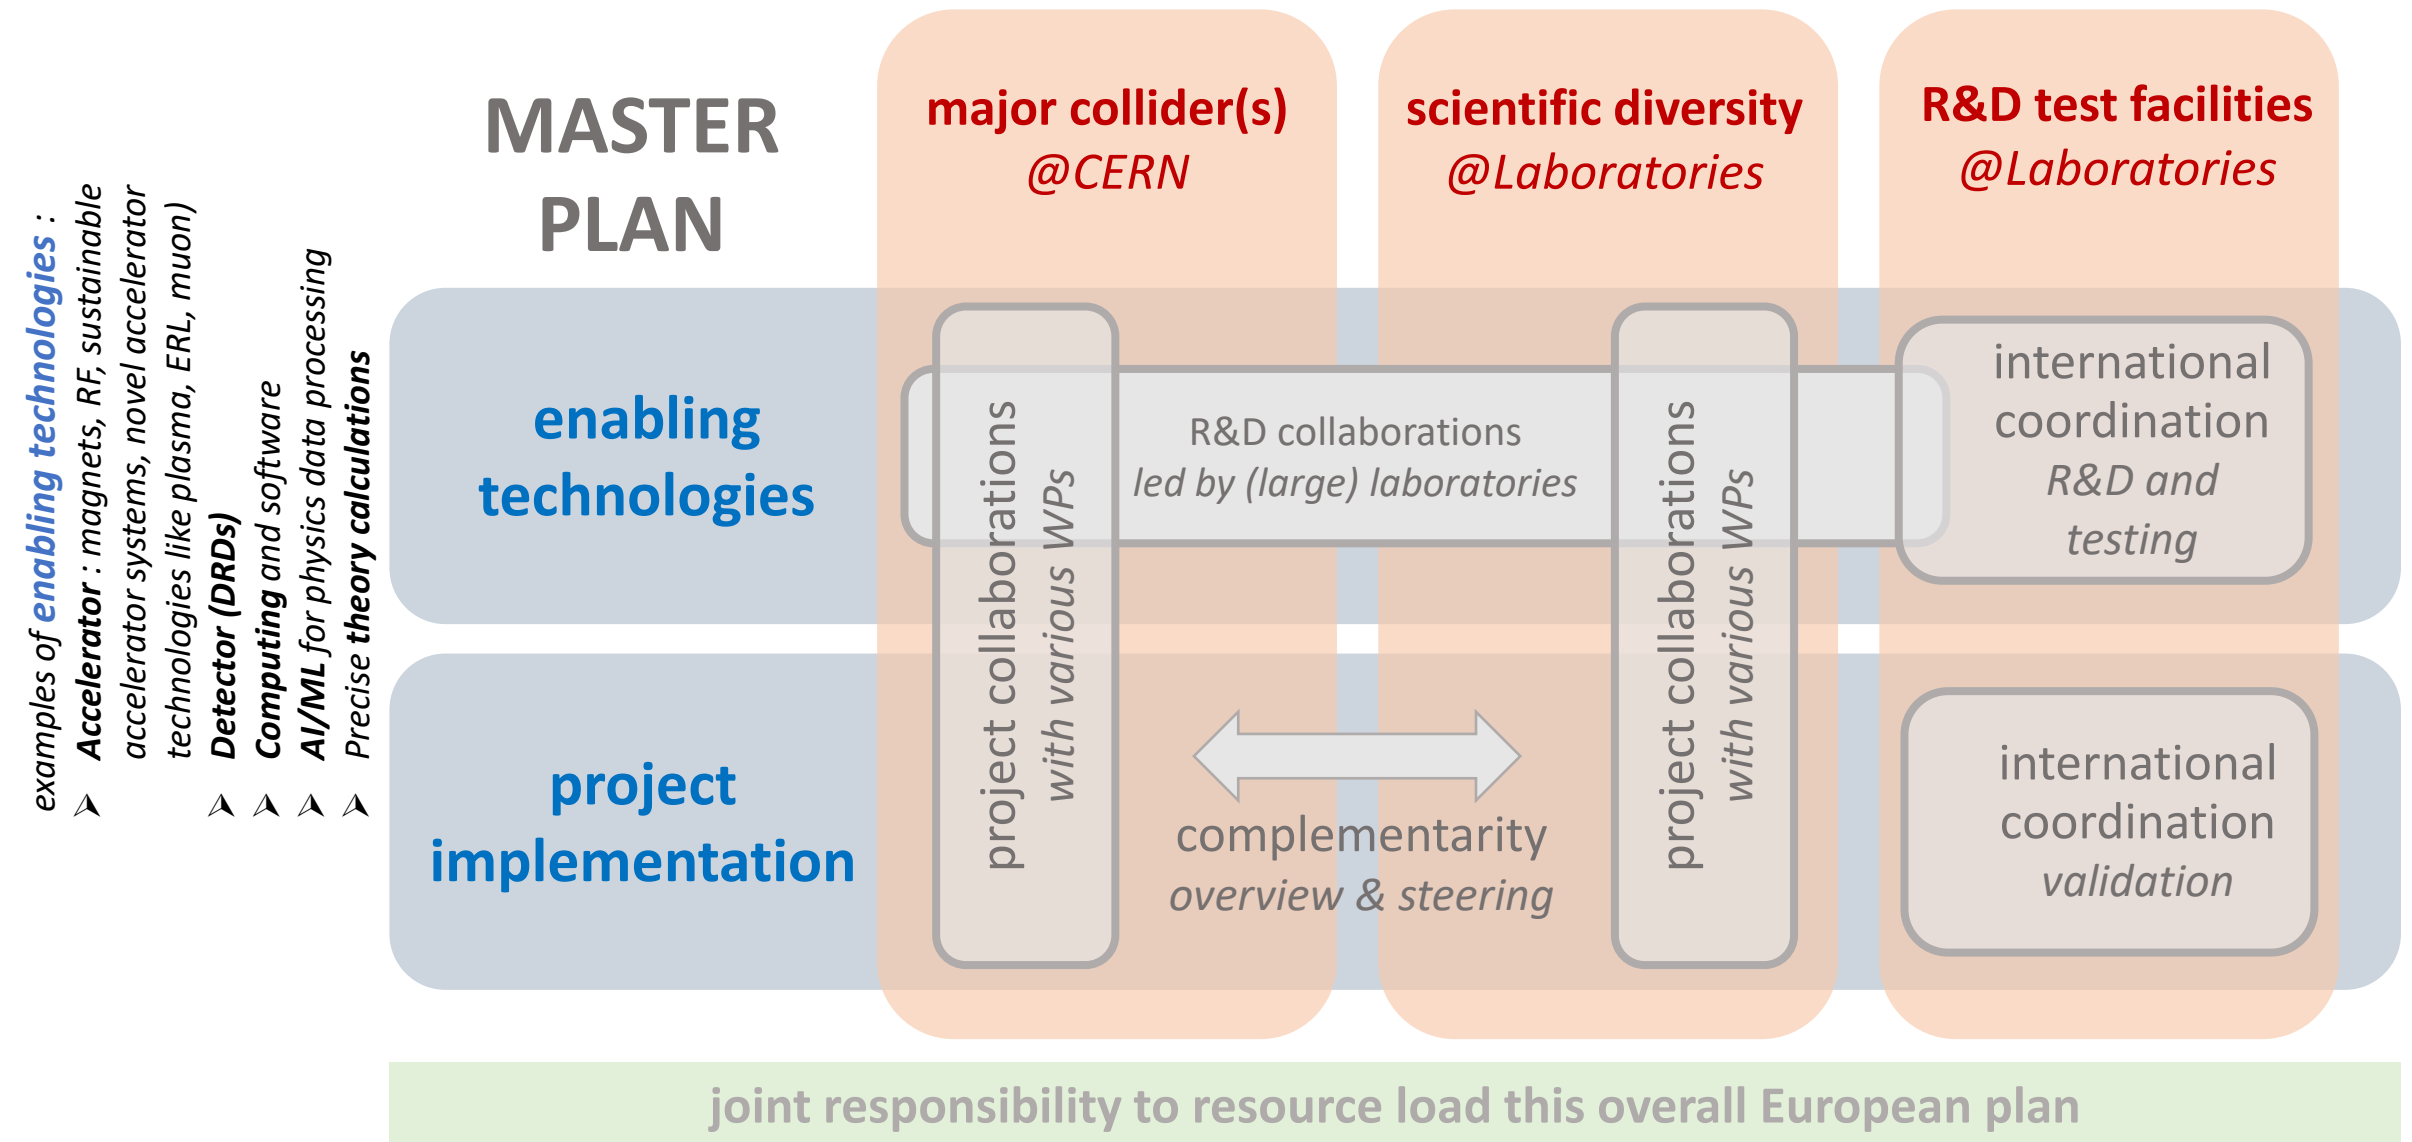 examples of enabling technologies :
➢ Accelerator : magnets, RF, sustainable
accelerator systems, novel accelerator
technologies like plasma, ERL, muon)
➢ Detector (DRDs)
➢ Computing and software
➢ AI/ML for physics data processing
➢ Precise theory calculations
MASTER
PLAN
major collider(s)
@CERN
scientific diversity
@Laboratories
R&D test facilities
@Laboratories
enabling
technologies
project collaborations
with various WPs
R&D collaborations
led by (large) laboratories
project collaborations
with various WPs
international
coordination
R&D and
testing
project
implementation
complementarity
overview & steering
international
coordination
validation
joint responsibility to resource load this overall European plan